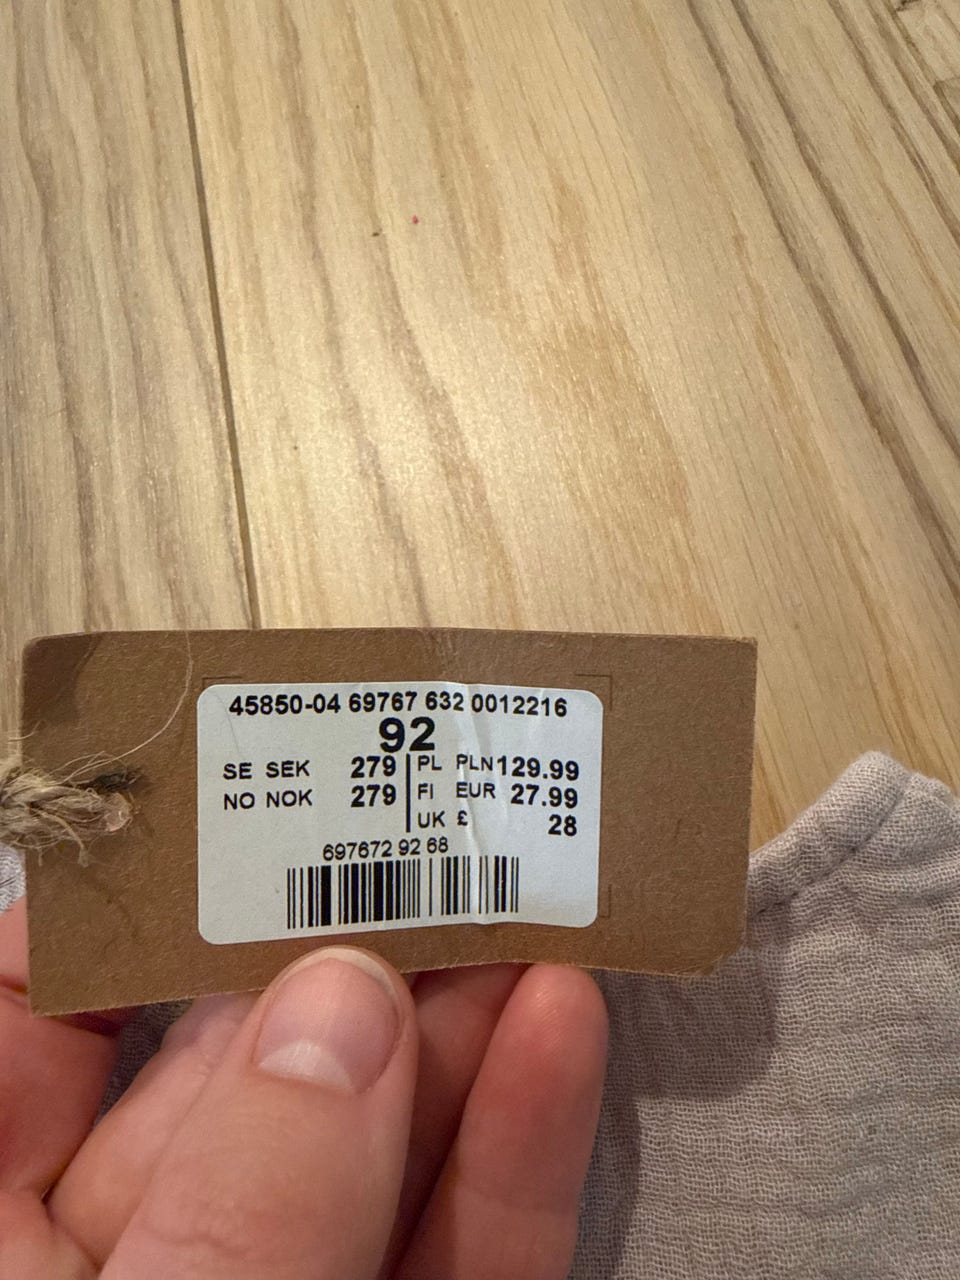 45850-04 69767 632 0012216
92
SE SEK 279 PL PLN 129.99
NO NOK 279 FI EUR 27.99
UK £ 28
697672 92 68